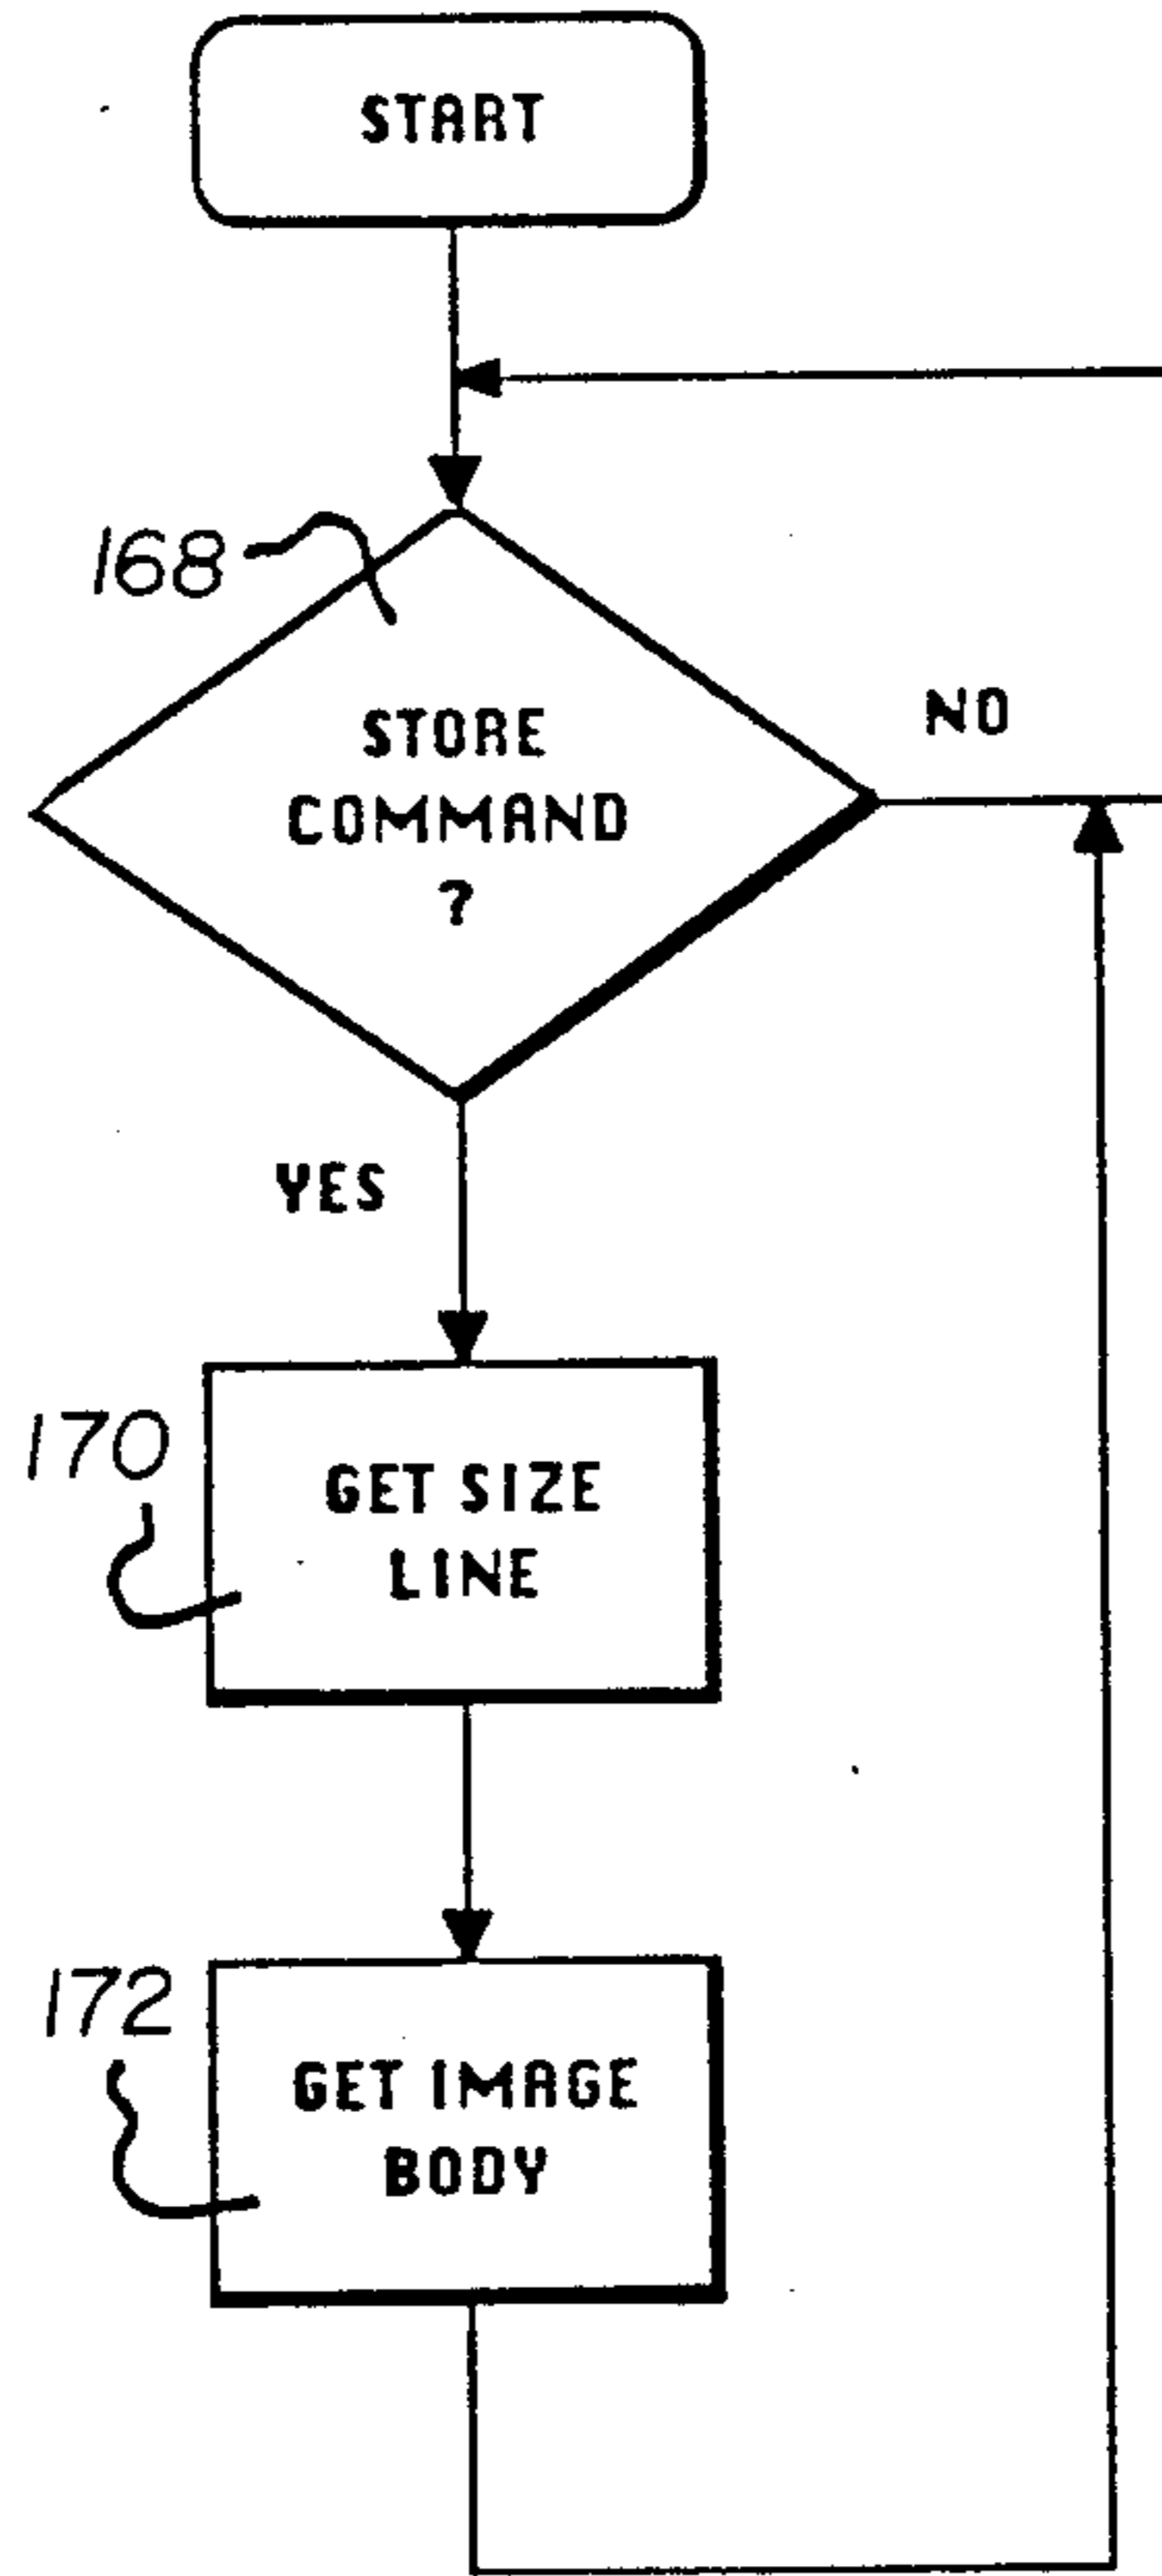 START
168
STORE
COMMAND
?
NO
YES
170
GET SIZE
LINE
172
GET IMAGE
BODY